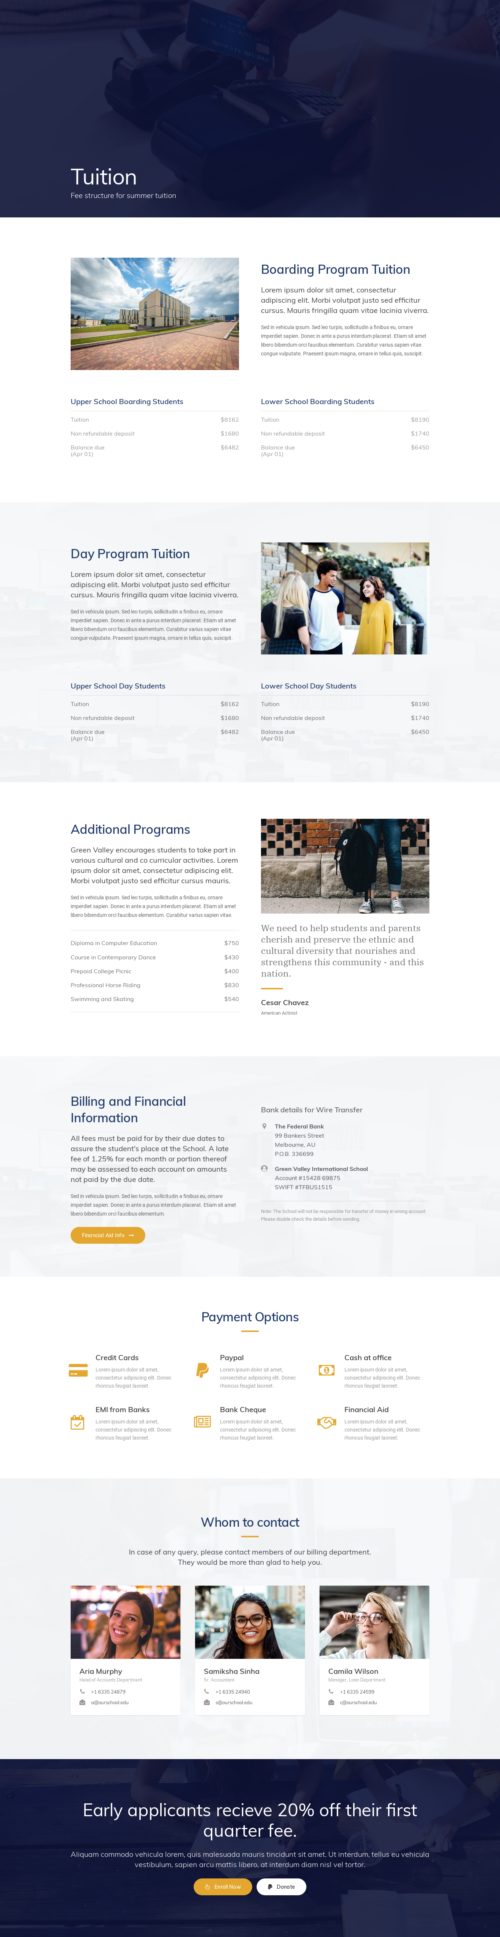 Tuition
Fee structure for summer tuition
Boarding Program Tuition
Lorem ipsum dolor sit amet, consectetur
adipiscing elit. Morbi volutpat justo sed efficitur
cursus. Mauris fringilla quam vitae lacinia viverra.
Sed in vehicula ipsum. Sed leo turpis, sollicitudin a finibus eu, ornare
imperdiet sapien. Donec in ante a purus interdum placerat. Etiam sit amet
libero bibendum orci faucibus elementum. Curabitur varius sapien vitae
congue vulputate. Praesent ipsum magna, ornare in tellus quis, suscipit.
Upper School Boarding Students
Tuition $8162
Non refundable deposit $1680
Balance due $6482
(Apr 01)
Lower School Boarding Students
Tuition $8190
Non refundable deposit $1740
Balance due $6450
(Apr 01)
Day Program Tuition
Lorem ipsum dolor sit amet, consectetur
adipiscing elit. Morbi volutpat justo sed efficitur
cursus. Mauris fringilla quam vitae lacinia viverra.
Sed in vehicula ipsum. Sed leo turpis, sollicitudin a finibus eu, ornare
imperdiet sapien. Donec in ante a purus interdum placerat. Etiam sit amet
libero bibendum orci faucibus elementum. Curabitur varius sapien vitae
congue vulputate. Praesent ipsum magna, ornare in tellus quis, suscipit.
Upper School Day Students
Tuition $8162
Non refundable deposit $1680
Balance due $6482
(Apr 01)
Lower School Day Students
Tuition $8190
Non refundable deposit $1740
Balance due $6450
(Apr 01)
Additional Programs
Green Valley encourages students to take part in
various cultural and co curricular activities. Lorem
ipsum dolor sit amet, consectetur adipiscing elit.
Morbi volutpat justo sed efficitur cursus mauris.
Sed in vehicula ipsum. Sed leo turpis, sollicitudin a finibus eu, ornare
imperdiet sapien. Donec in ante a purus interdum placerat. Etiam sit amet
libero bibendum orci faucibus elementum. Curabitur varius sapien vitae.
Diploma in Computer Education $750
Course in Contemporary Dance $430
Prepaid College Picnic $400
Professional Horse Riding $830
Swimming and Skating $540
We need to help students and parents
cherish and preserve the ethnic and
cultural diversity that nourishes and
strengthens this community - and this
nation.
Cesar Chavez
American Activist
Billing and Financial
Information
All fees must be paid for by their due dates to
assure the student's place at the School. A late
fee of 1.25% for each month or portion thereof
may be assessed to each account on amounts
not paid by the due date.
Sed in vehicula ipsum. Sed leo turpis, sollicitudin a finibus eu, ornare
imperdiet sapien. Donec in ante a purus interdum placerat. Etiam sit amet
libero bibendum orci faucibus elementum.
Financial Aid Info
Bank details for Wire Transfer
The Federal Bank
99 Bankers Street
Melbourne, AU
P.O.B. 336699
Green Valley International School
Account #15428 69875
SWIFT #TFBUS1515
Note: The School will not be responsible for transfer of money in wrong account.
Please double check the details before sending.
Payment Options
Credit Cards
Lorem ipsum dolor sit amet,
consectetur adipiscing elit. Donec
rhoncus feugiat laoreet.
Paypal
Lorem ipsum dolor sit amet,
consectetur adipiscing elit. Donec
rhoncus feugiat laoreet.
Cash at office
Lorem ipsum dolor sit amet,
consectetur adipiscing elit. Donec
rhoncus feugiat laoreet.
EMI from Banks
Lorem ipsum dolor sit amet,
consectetur adipiscing elit. Donec
rhoncus feugiat laoreet.
Bank Cheque
Lorem ipsum dolor sit amet,
consectetur adipiscing elit. Donec
rhoncus feugiat laoreet.
Financial Aid
Lorem ipsum dolor sit amet,
consectetur adipiscing elit. Donec
rhoncus feugiat laoreet.
Whom to contact
In case of any query, please contact members of our billing department.
They would be more than glad to help you.
Aria Murphy
Head of Accounts Department
+1 6335 24879
a@ourschool.edu
Samiksha Sinha
Sr. Accountant
+1 6335 24940
s@ourschool.edu
Camila Wilson
Manager, Loan Department
+1 6335 24599
c@ourschool.edu
Early applicants recieve 20% off their first
quarter fee.
Aliquam commodo vehicula lorem, quis malesuada mauris tincidunt sit amet. Ut interdum, tellus eu vehicula
vestibulum, sapien arcu mattis libero, at interdum diam nisl vel tortor.
Enroll Now
Donate